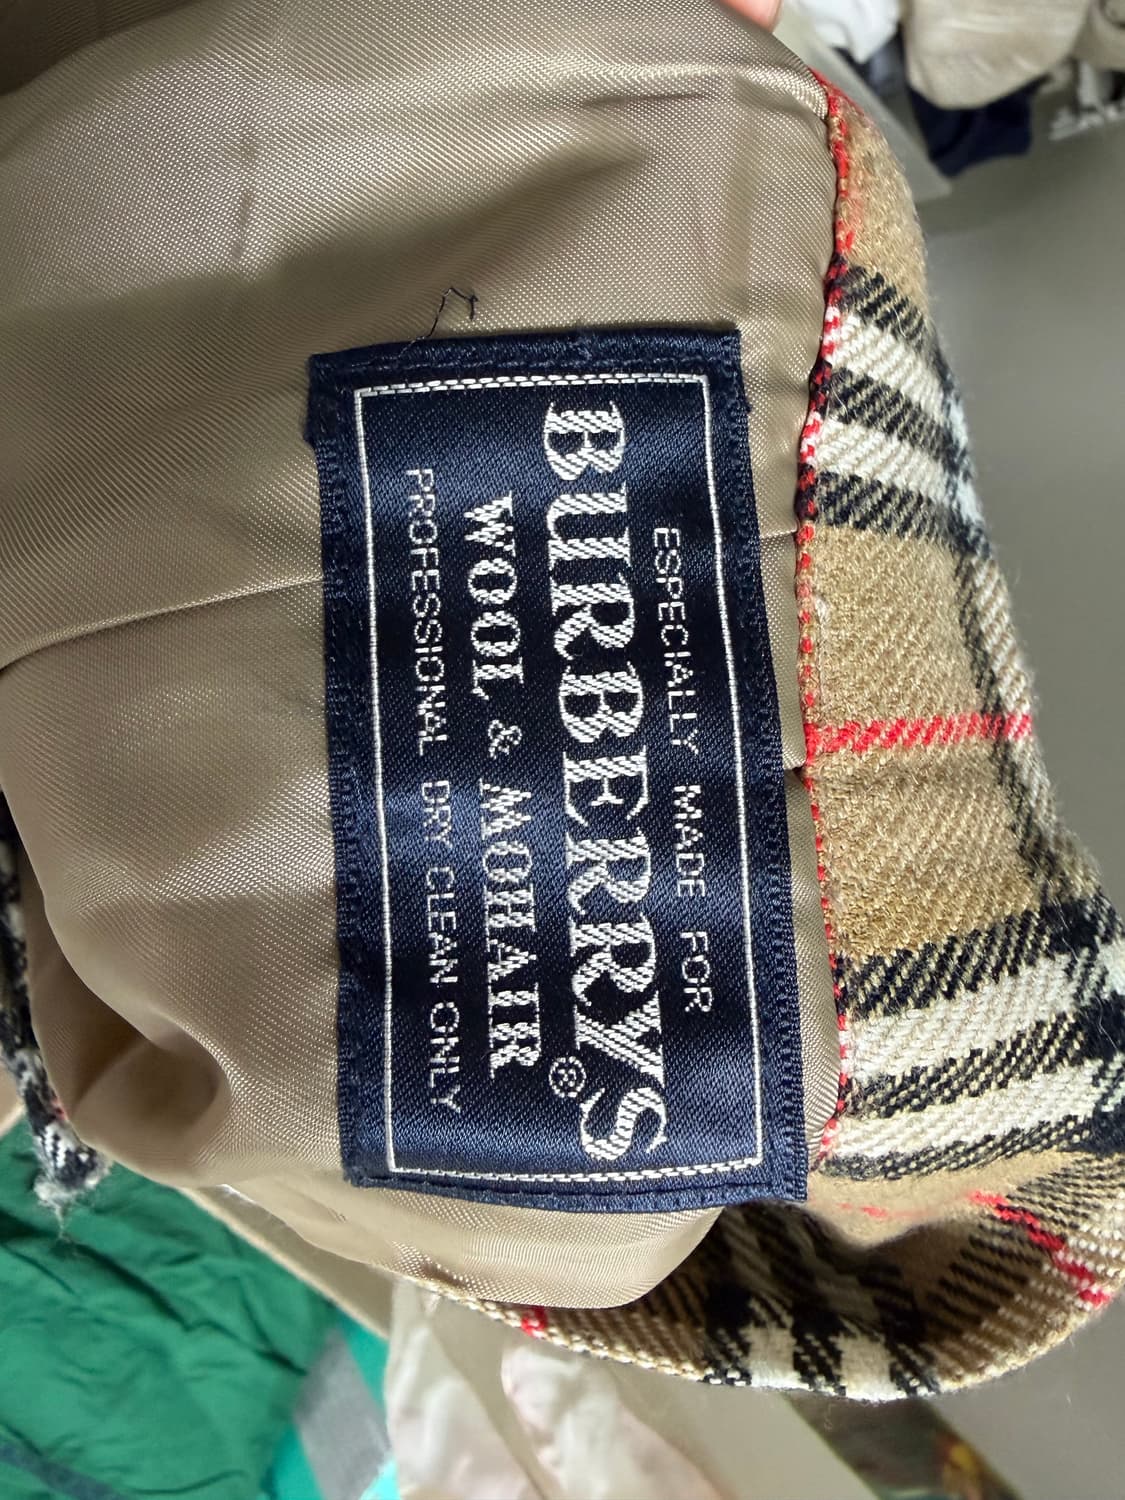 ESPECIALLY MADE FOR
BURBERRYS®
WOOL & MOHAIR
PROFESSIONAL DRY CLEAN ONLY